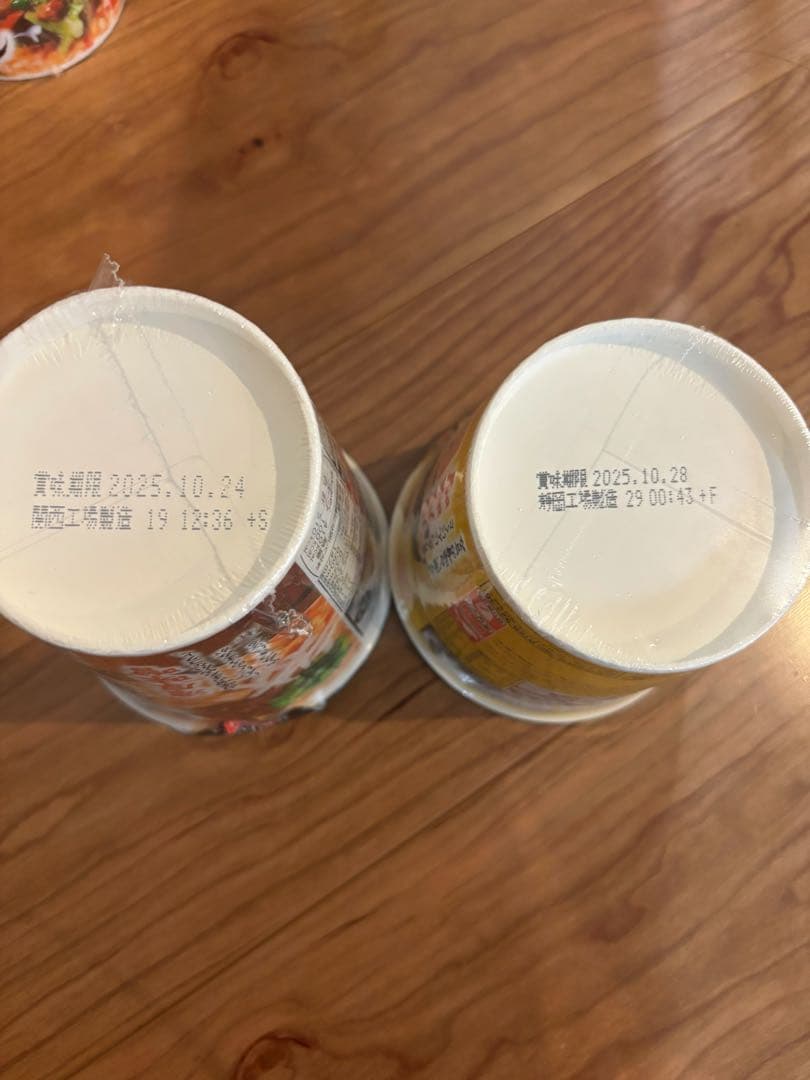 賞味期限 2025.10.24
関西工場製造 19 12:36 +S
賞味期限 2025.10.28
静岡工場製造 29 00:43 +F